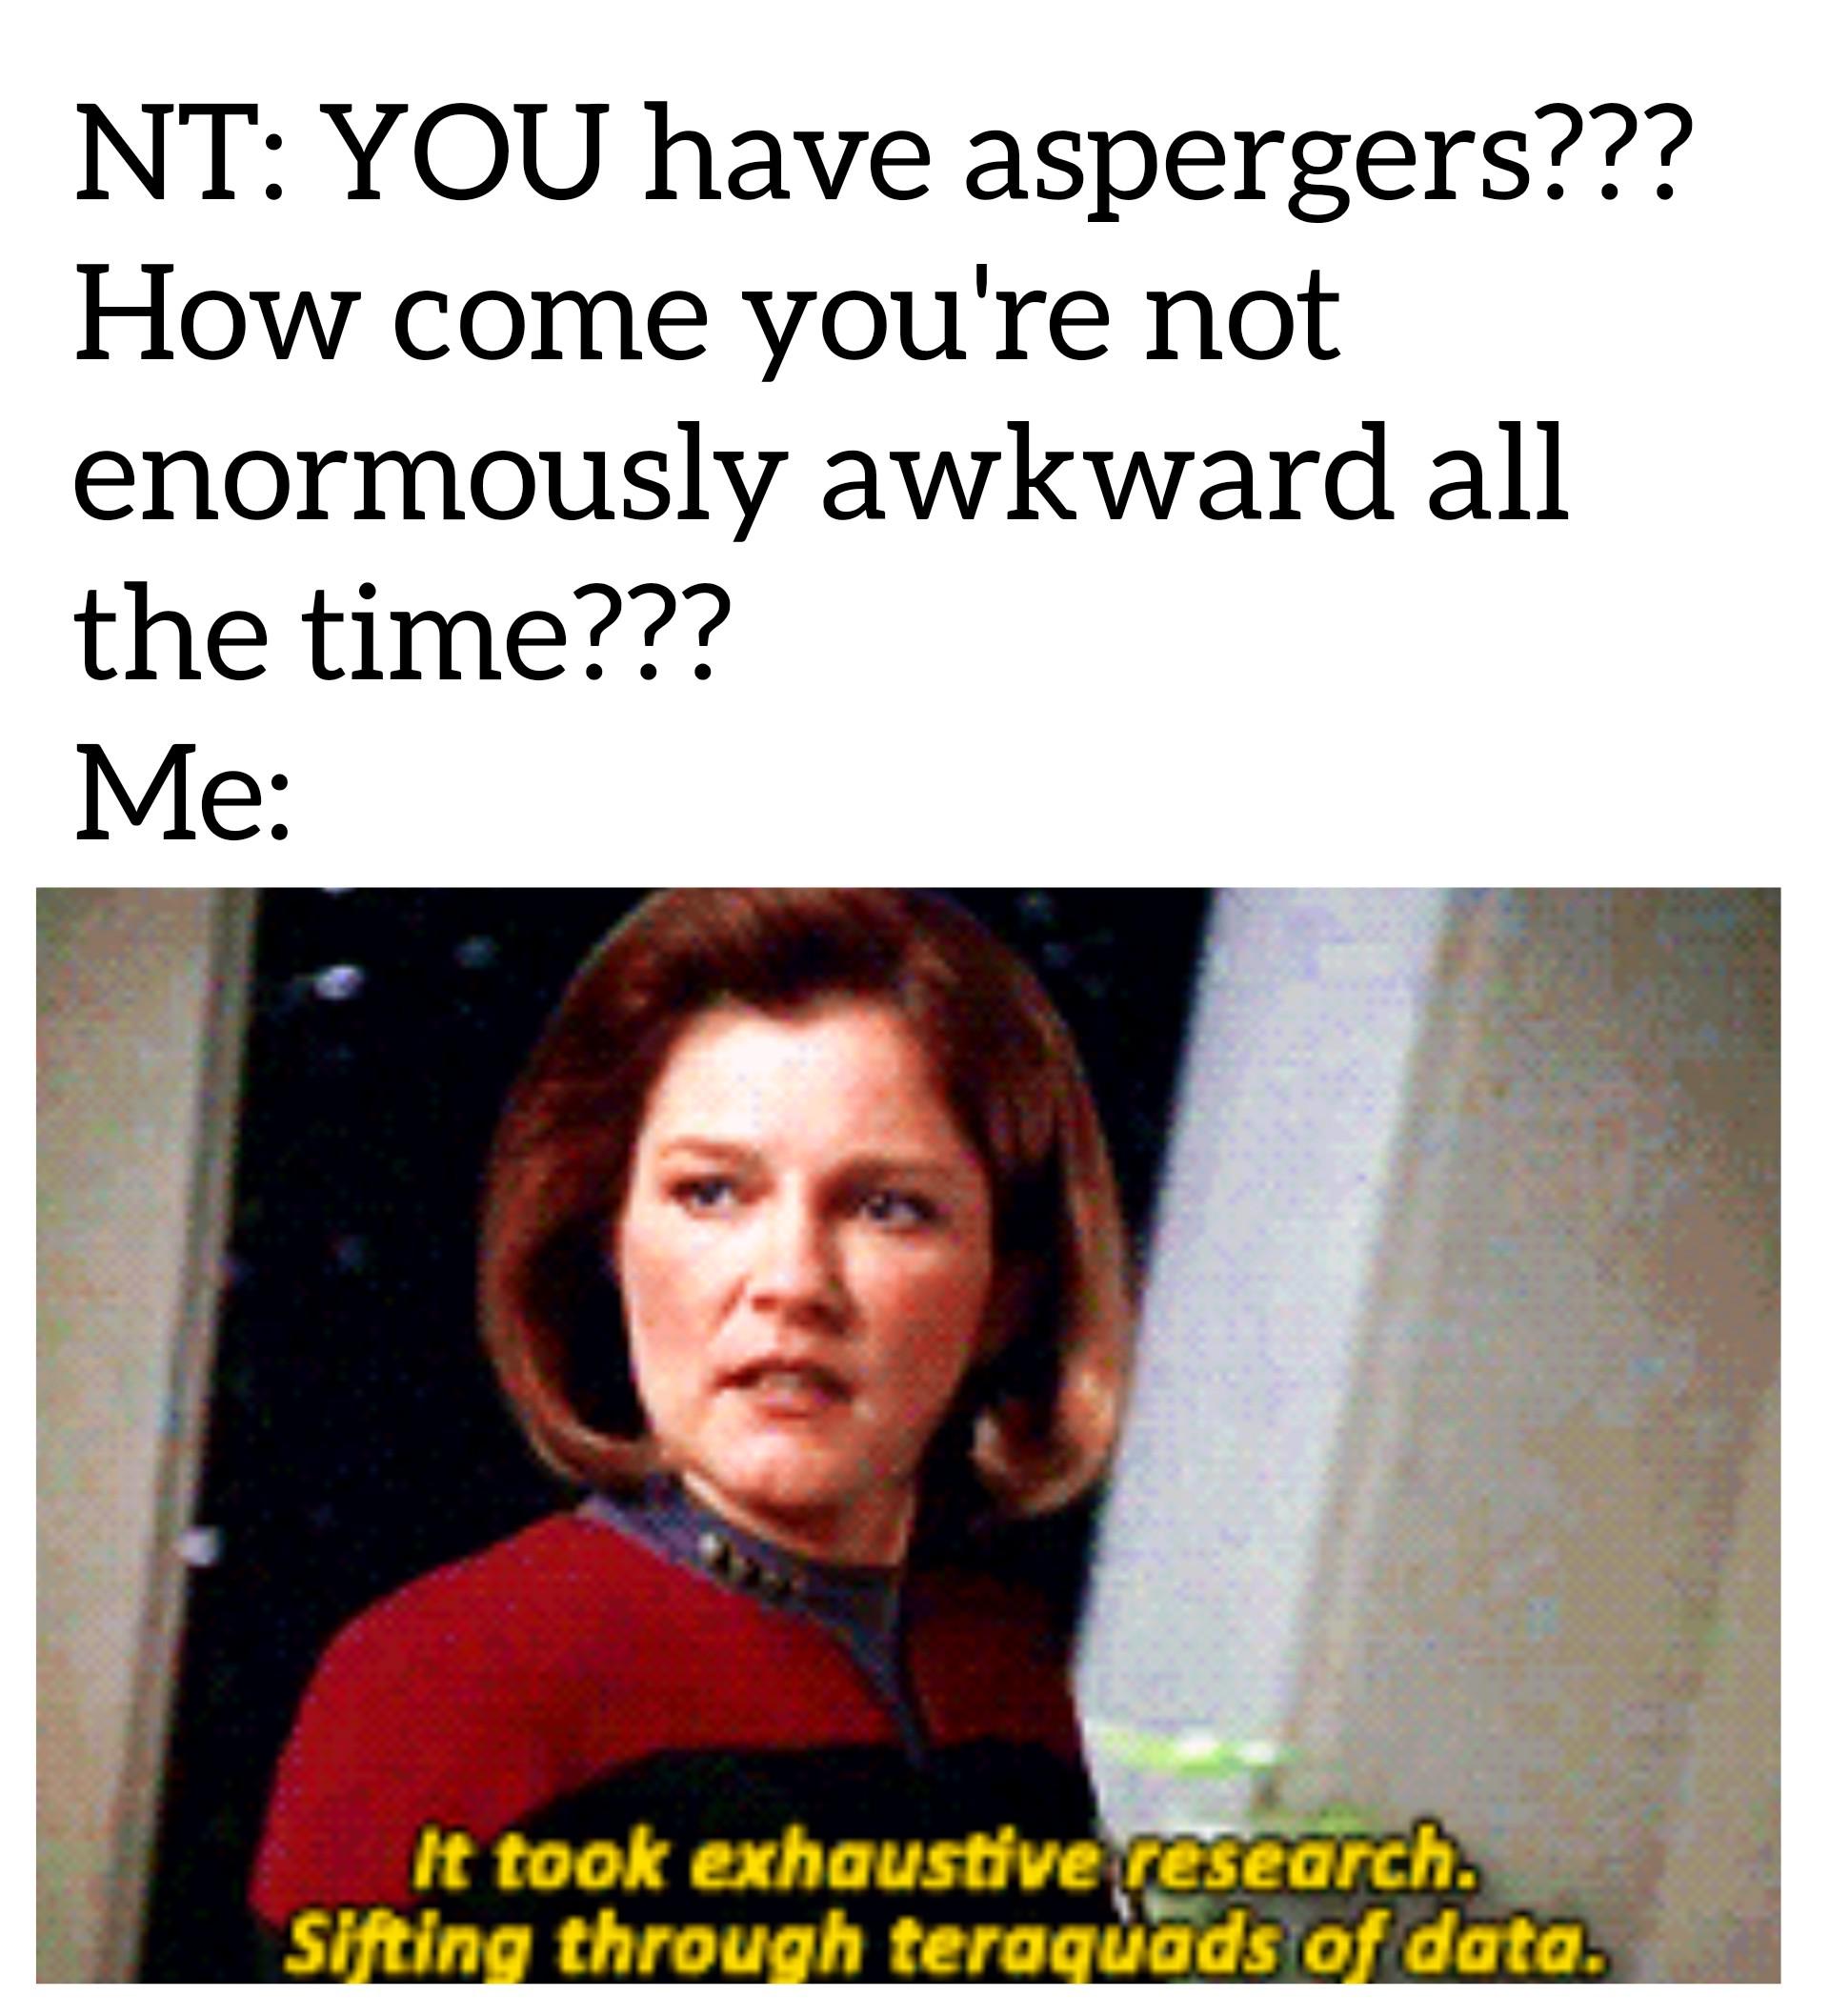 NT: YOU have aspergers???
How come you're not
enormously awkward all
the time???
Me:
It took exhaustive research.
Sifting through teraquads of data.